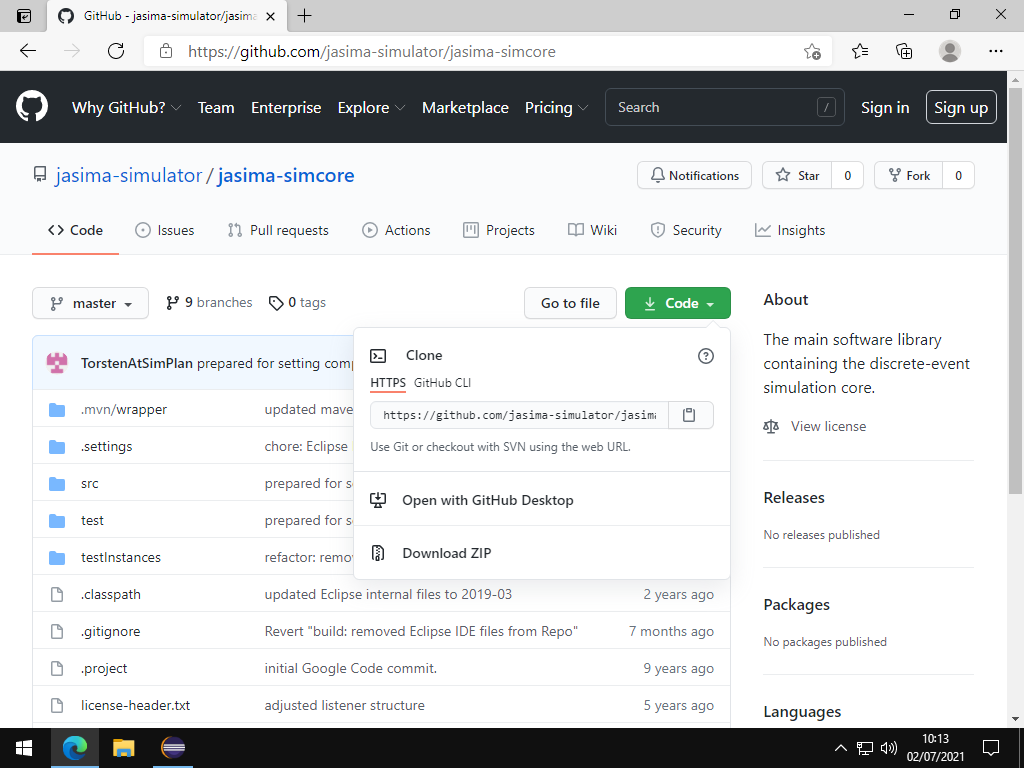 GitHub - jasima-simulator/jasima
https://github.com/jasima-simulator/jasima-simcore
Why GitHub? Team Enterprise Explore Marketplace Pricing Search / Sign in Sign up
jasima-simulator / jasima-simcore
Notifications Star 0 Fork 0
Code Issues Pull requests Actions Projects Wiki Security Insights
master 9 branches 0 tags Go to file Code
About
The main software library
containing the discrete-event
simulation core.
View license
Releases
No releases published
Packages
No packages published
Languages
Clone
HTTPS GitHub CLI
https://github.com/jasima-simulator/jasima
Use Git or checkout with SVN using the web URL.
Open with GitHub Desktop
Download ZIP
TorstenAtSimPlan prepared for setting comp
.mvn/wrapper updated mave
.settings chore: Eclipse
src prepared for se
test prepared for se
testInstances refactor: remo
.classpath updated Eclipse internal files to 2019-03 2 years ago
.gitignore Revert "build: removed Eclipse IDE files from Repo" 7 months ago
.project initial Google Code commit. 9 years ago
license-header.txt adjusted listener structure 5 years ago
10:13
02/07/2021